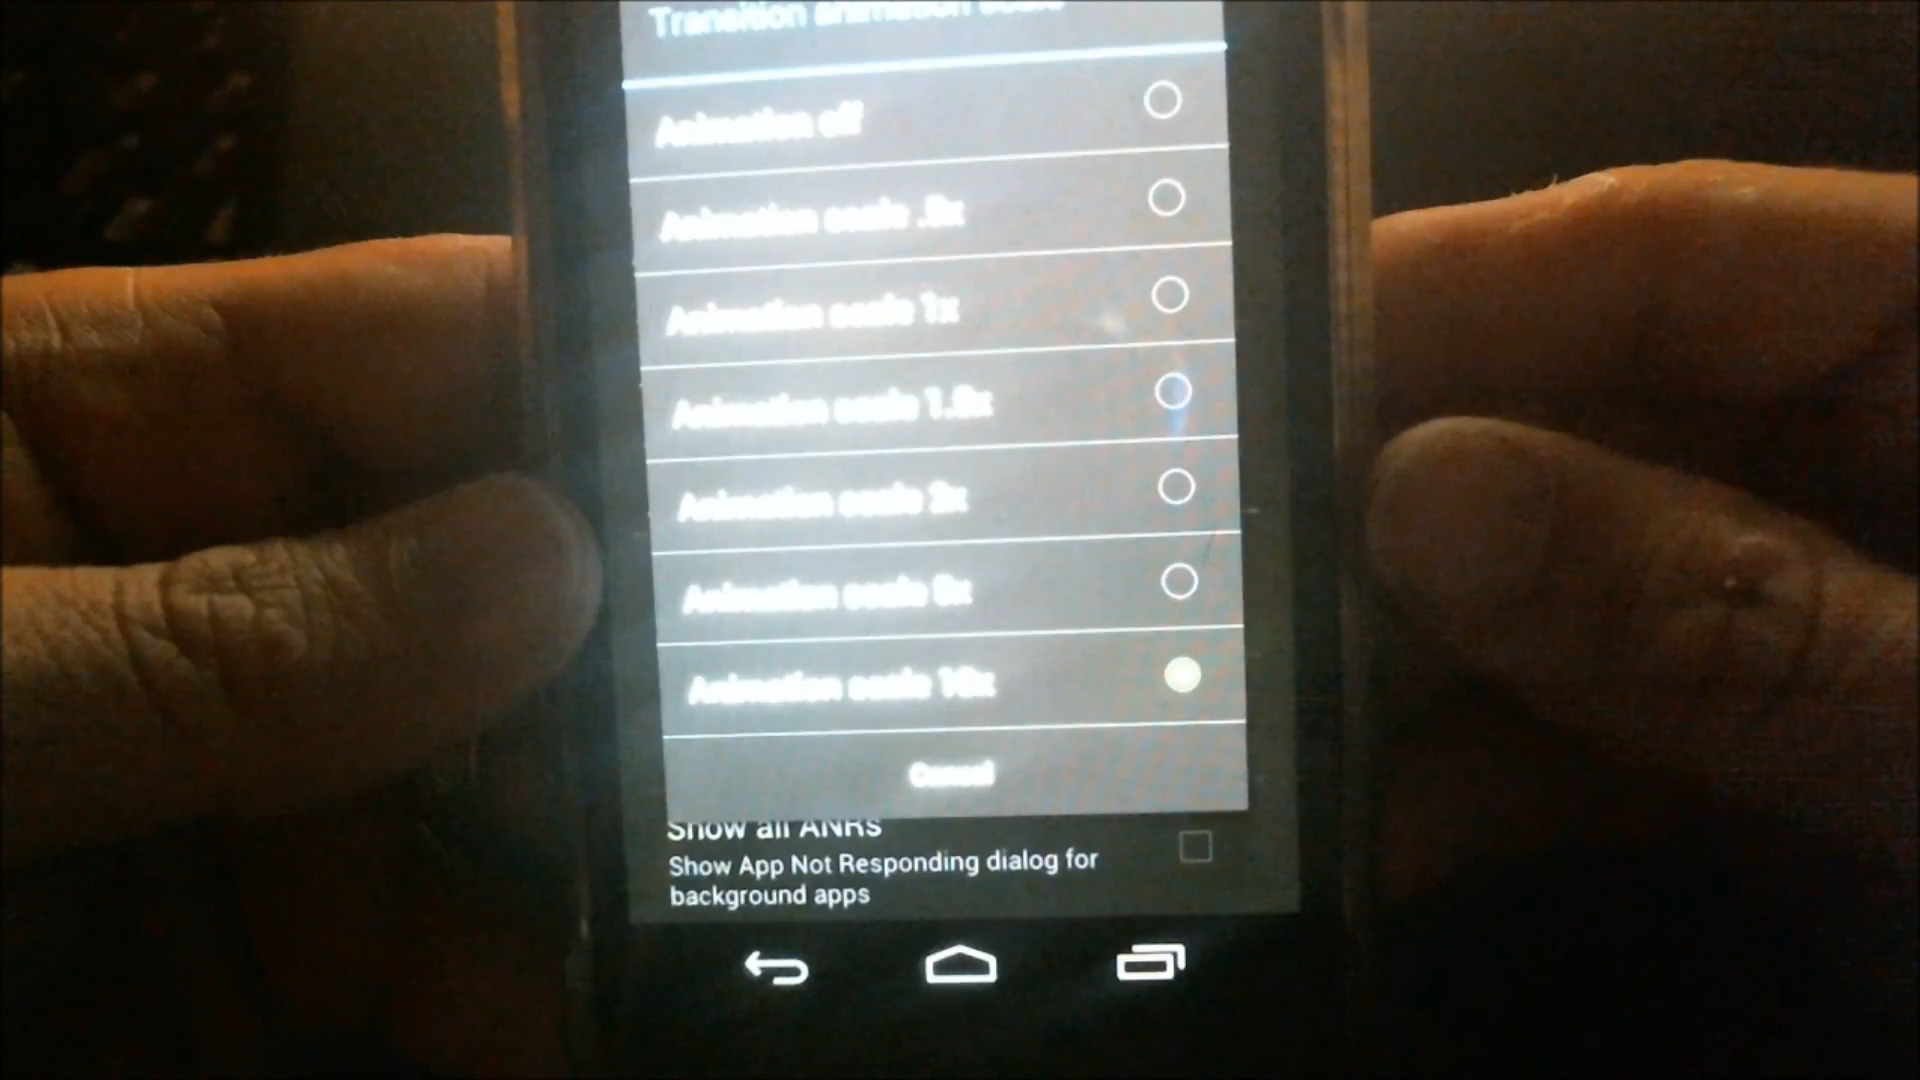 Transition animation scale
Animation off
Animation scale .5x
Animation scale 1x
Animation scale 1.5x
Animation scale 2x
Animation scale 5x
Animation scale 10x
Cancel
Show all ANRs
Show App Not Responding dialog for
background apps